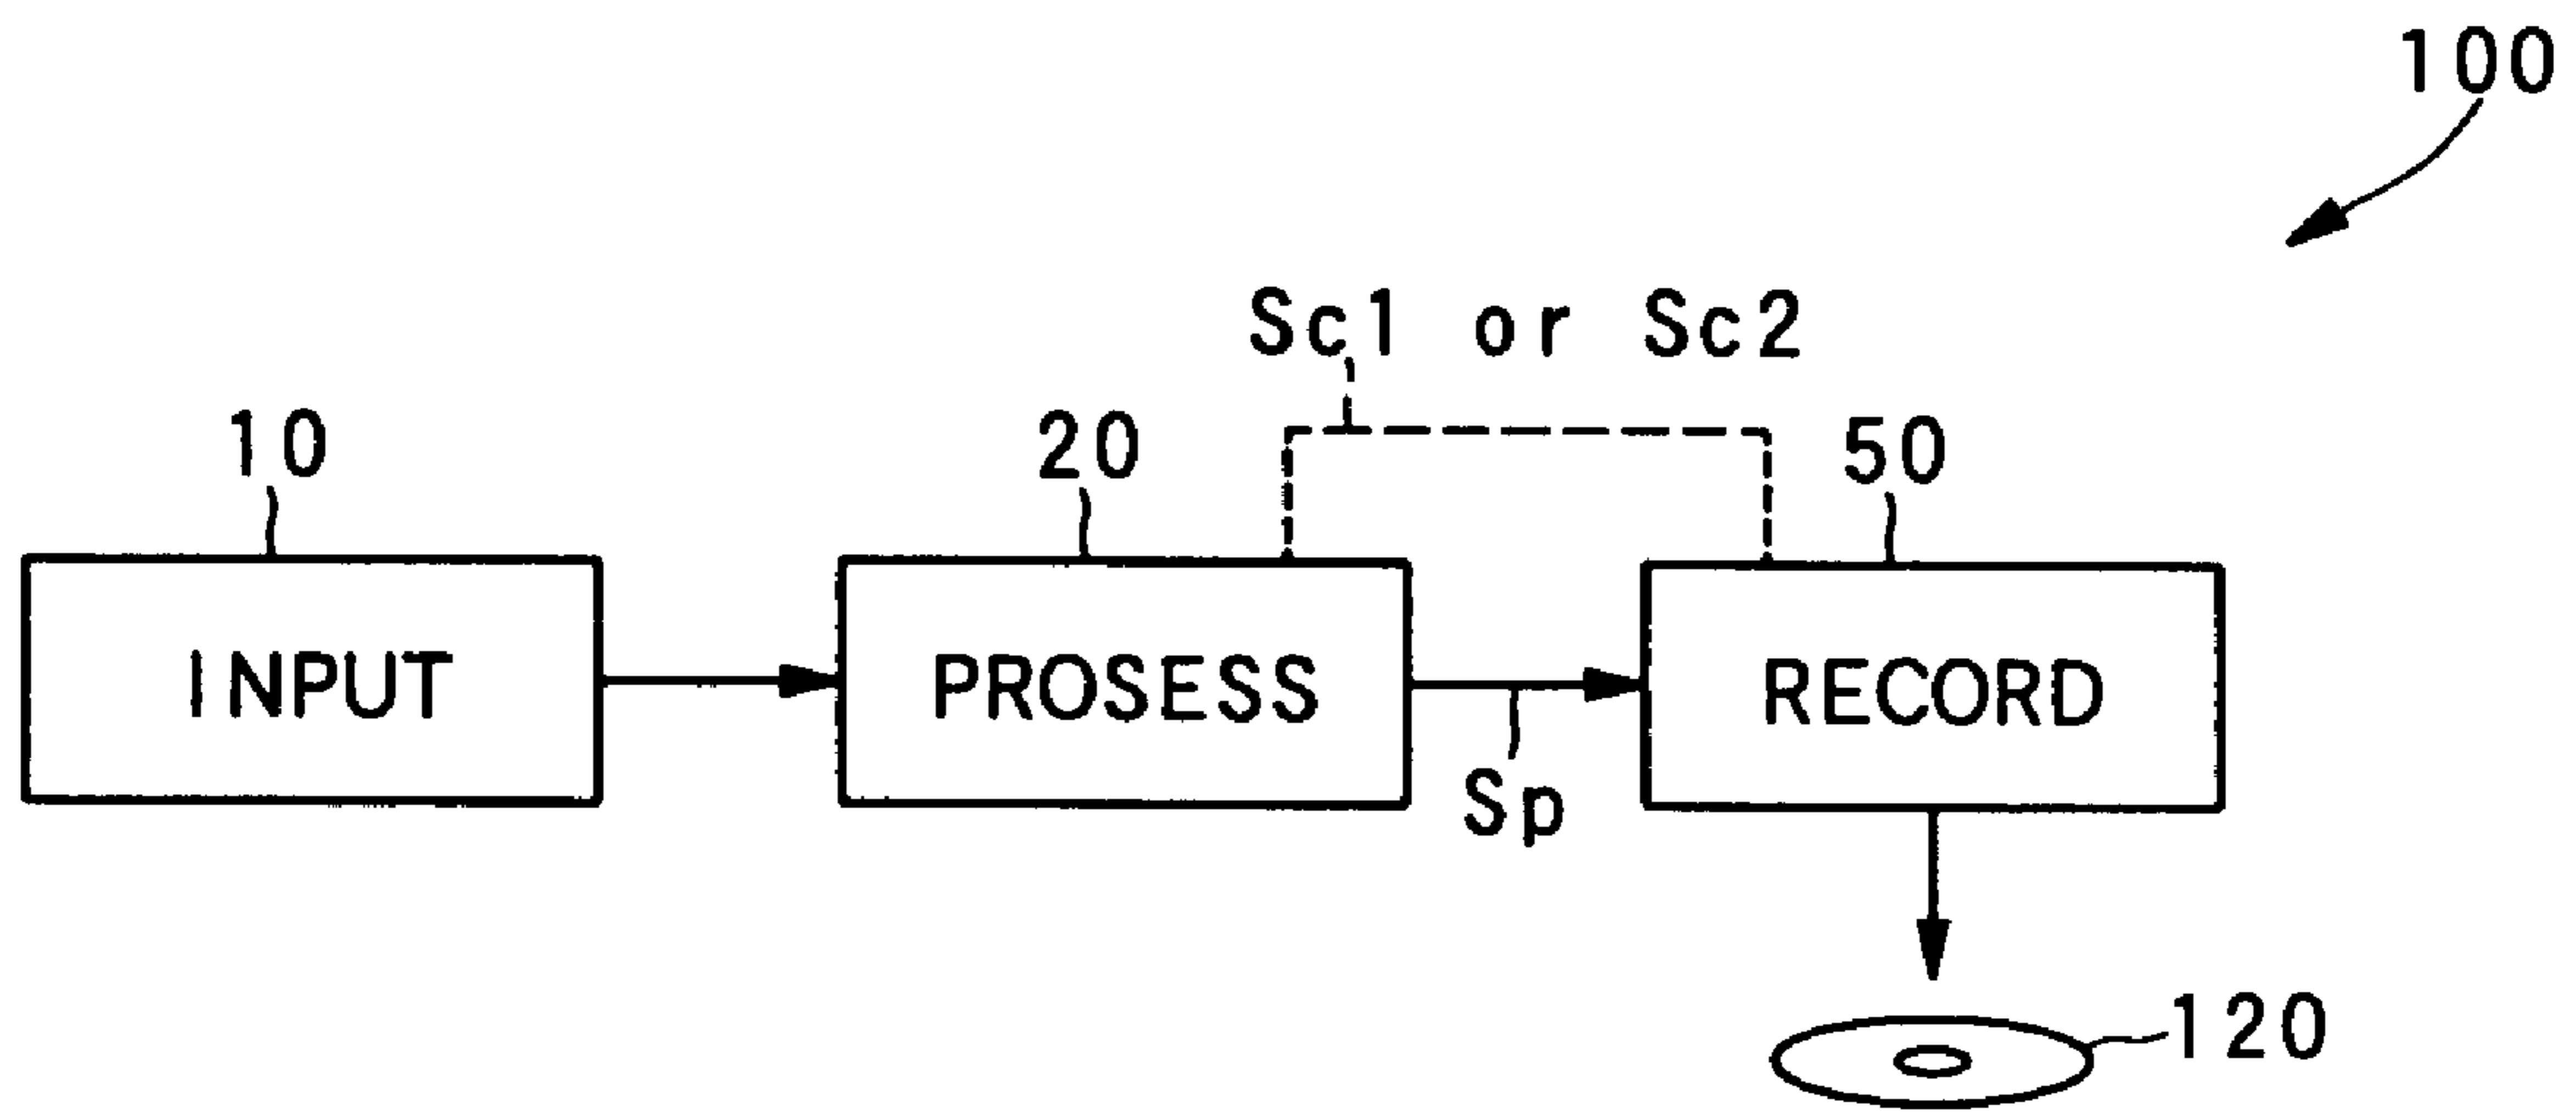 100
Sc1 or Sc2
10 20 50
INPUT PROSESS RECORD
Sp
120